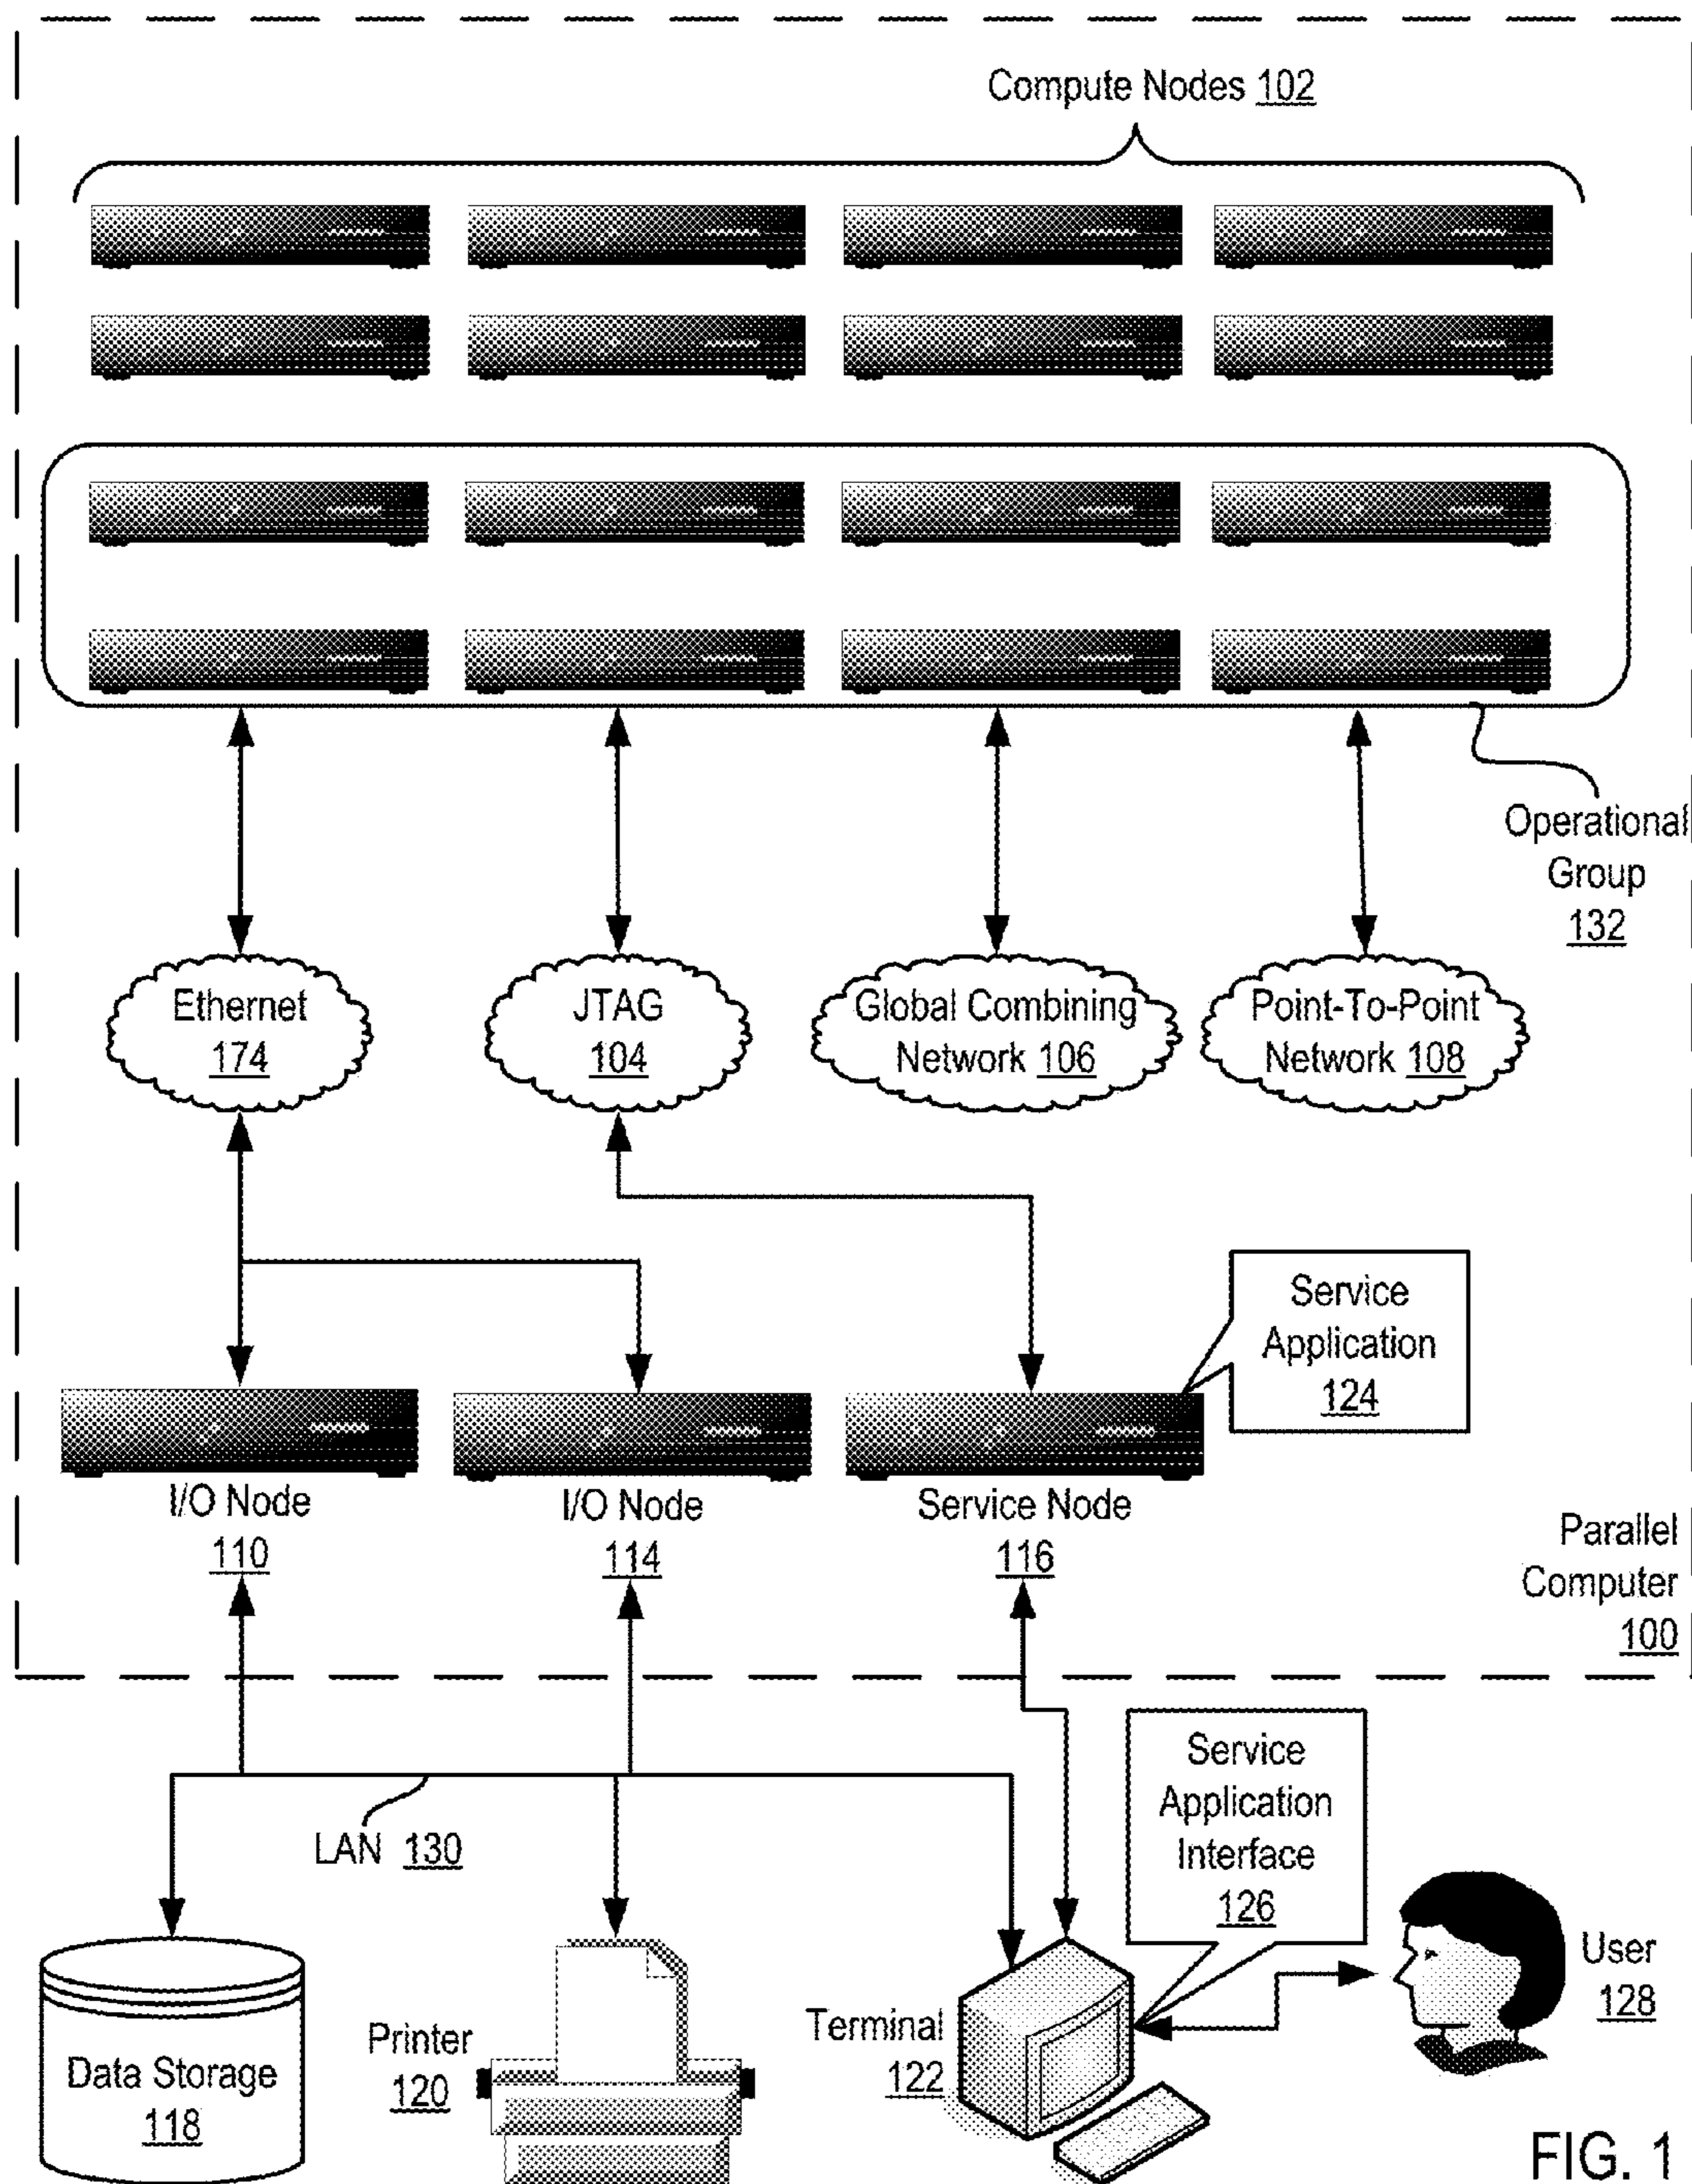 Compute Nodes 102
Operational
Group
132
Ethernet
174
JTAG
104
Global Combining
Network 106
Point-To-Point
Network 108
Service
Application
124
I/O Node
110
I/O Node
114
Service Node
116
Parallel
Computer
100
LAN 130
Service
Application
Interface
126
Data Storage
118
Printer
120
Terminal
122
User
128
FIG. 1